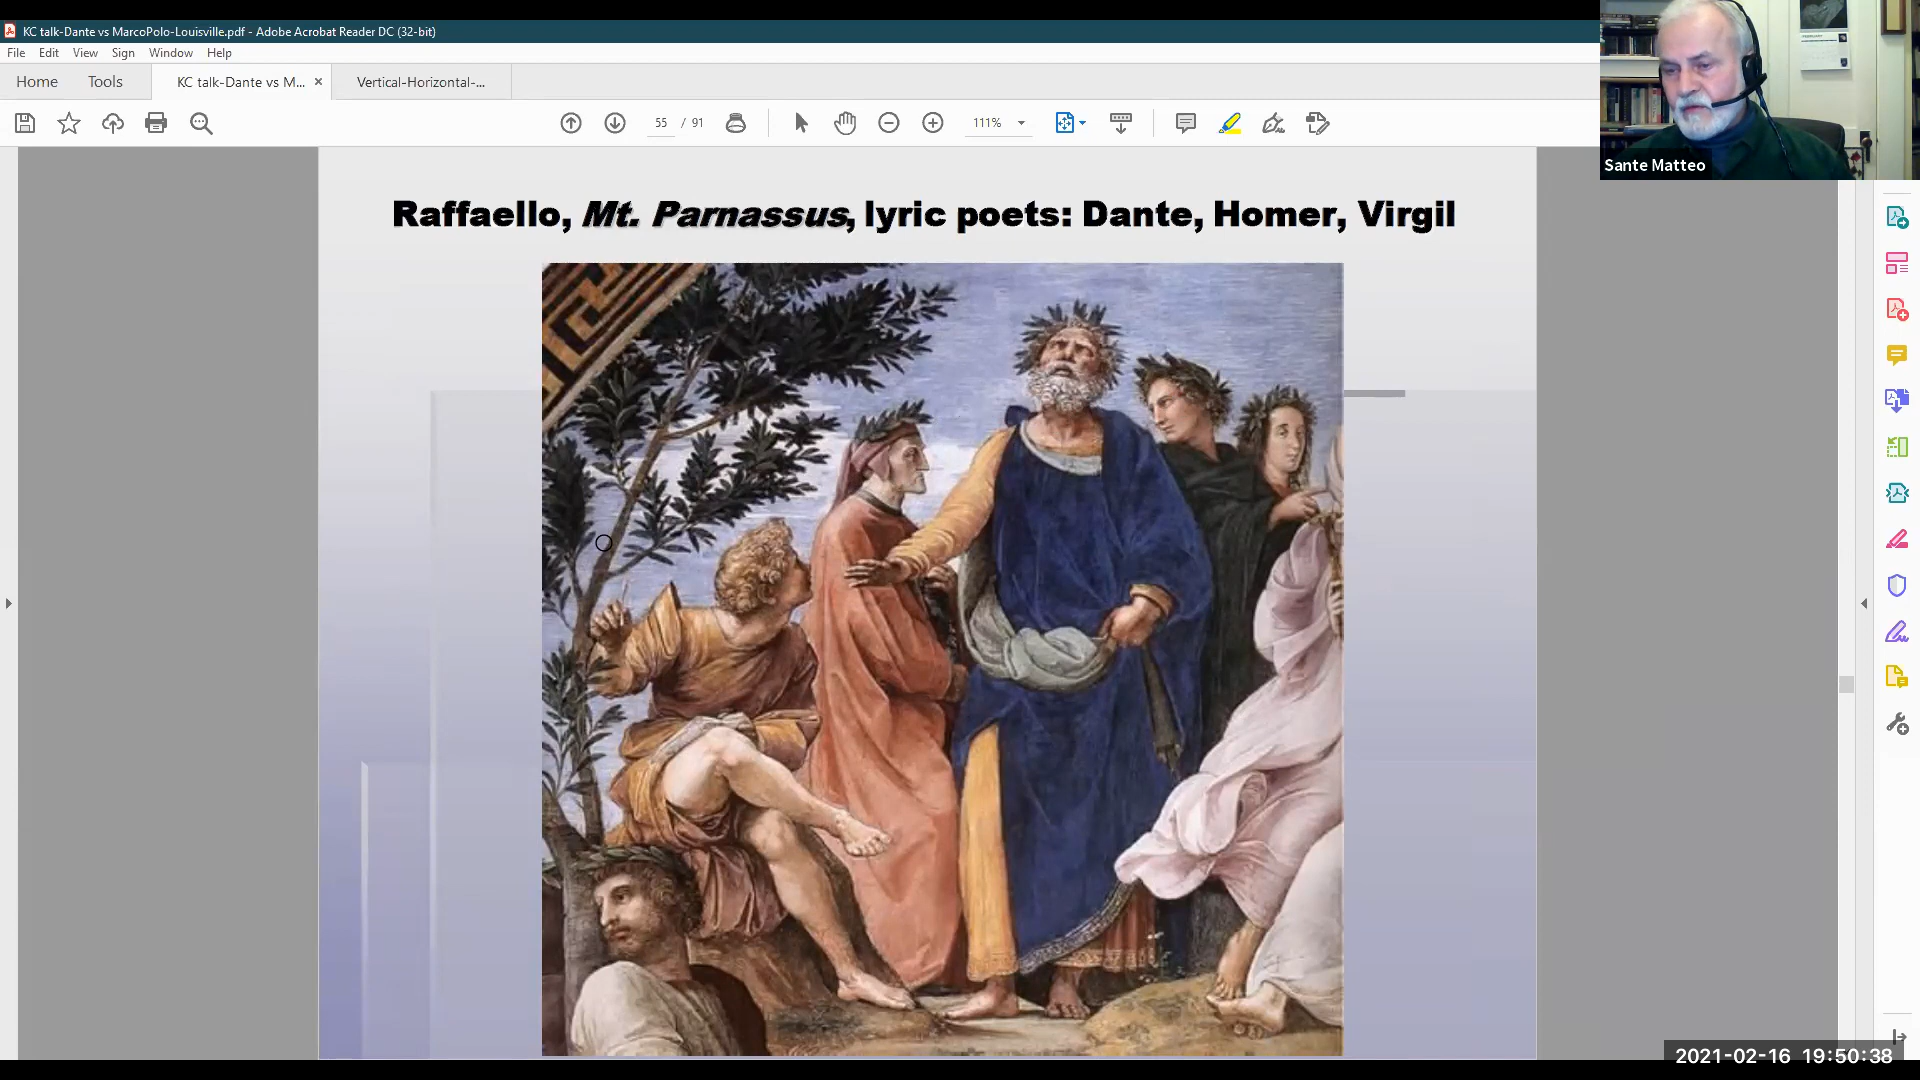 KC talk-Dante vs MarcoPolo-Louisville.pdf - Adobe Acrobat Reader DC (32-bit)
File Edit View Sign Window Help
Home Tools KC talk-Dante vs M... × Vertical-Horizontal-...
55 / 91 111%
Sante Matteo
Raffaello, Mt. Parnassus, lyric poets: Dante, Homer, Virgil
2021-02-16 19:50:38